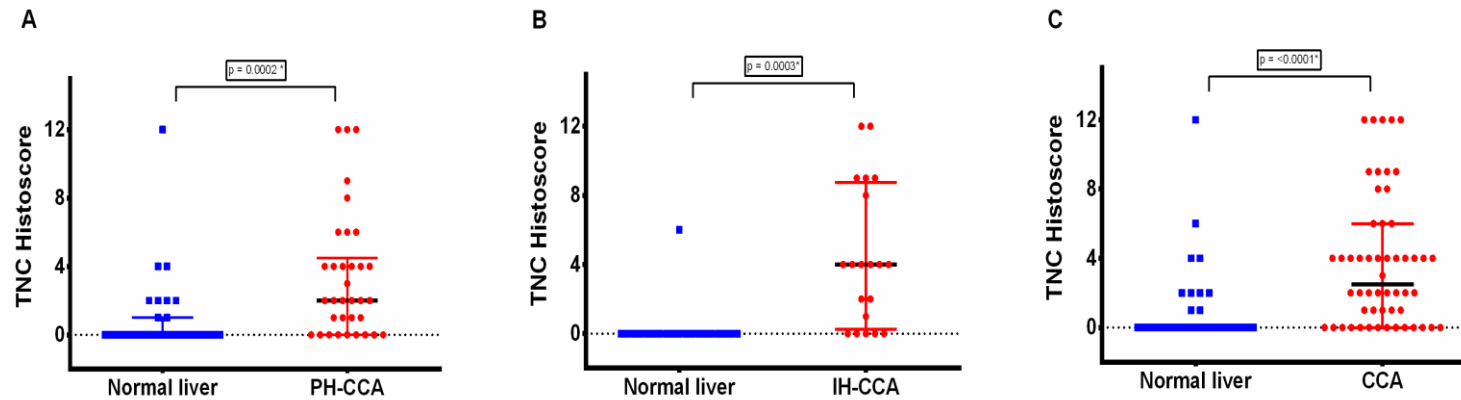 A
p = 0.0002 *
TNC Histoscore
12
8
4
0
Normal liver
PH-CCA
B
p = 0.0003*
TNC Histoscore
12
8
4
0
Normal liver
IH-CCA
C
p = <0.0001*
TNC Histoscore
12
8
4
0
Normal liver
CCA